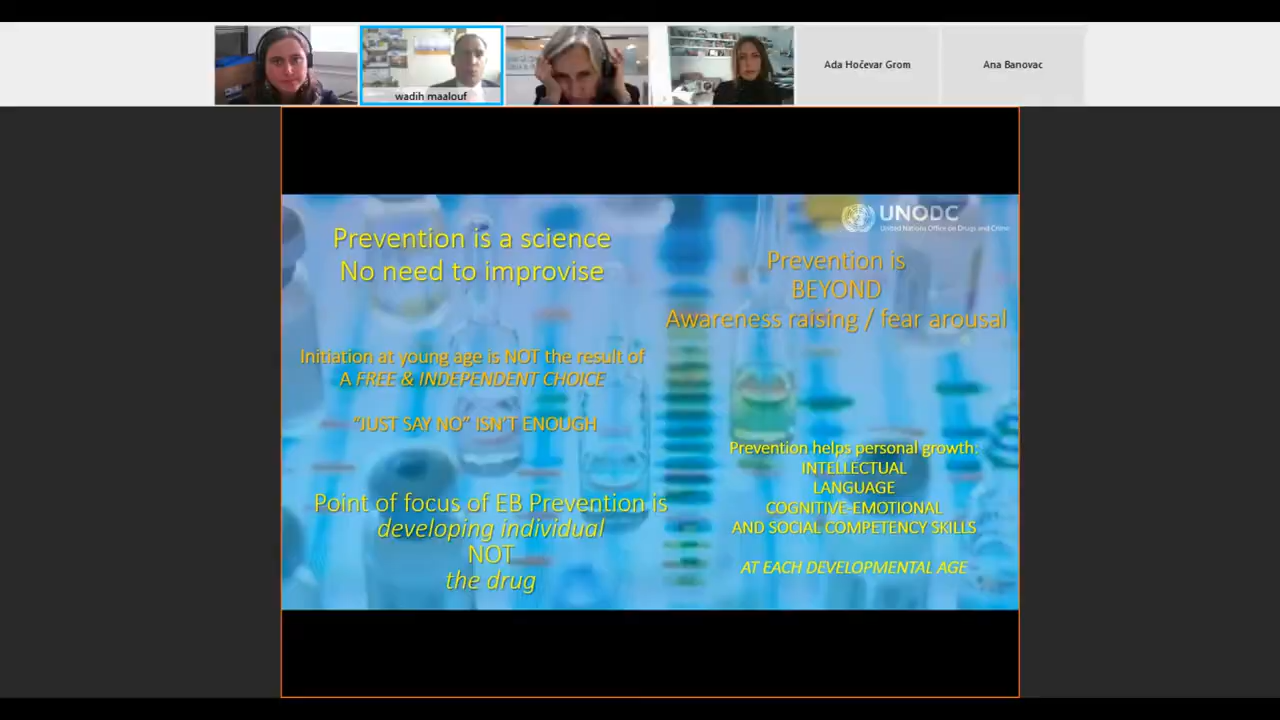 Ada Hočevar Grom
Ana Banovac
wadih maalouf
UNODC
United Nations Office on Drugs and Crime
Prevention is a science
No need to improvise
Initiation at young age is NOT the result of
A FREE & INDEPENDENT CHOICE
“JUST SAY NO” ISN’T ENOUGH
Point of focus of EB Prevention is
developing individual
NOT
the drug
Prevention is
BEYOND
Awareness raising / fear arousal
Prevention helps personal growth:
INTELLECTUAL
LANGUAGE
COGNITIVE-EMOTIONAL
AND SOCIAL COMPETENCY SKILLS
AT EACH DEVELOPMENTAL AGE